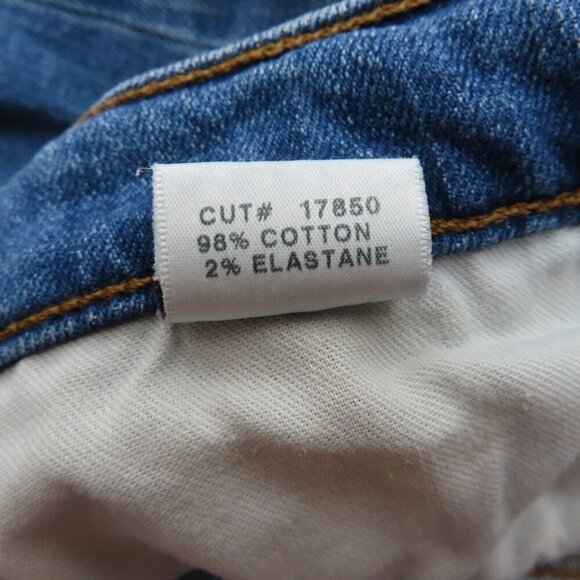 CUT# 17850
98% COTTON
2% ELASTANE